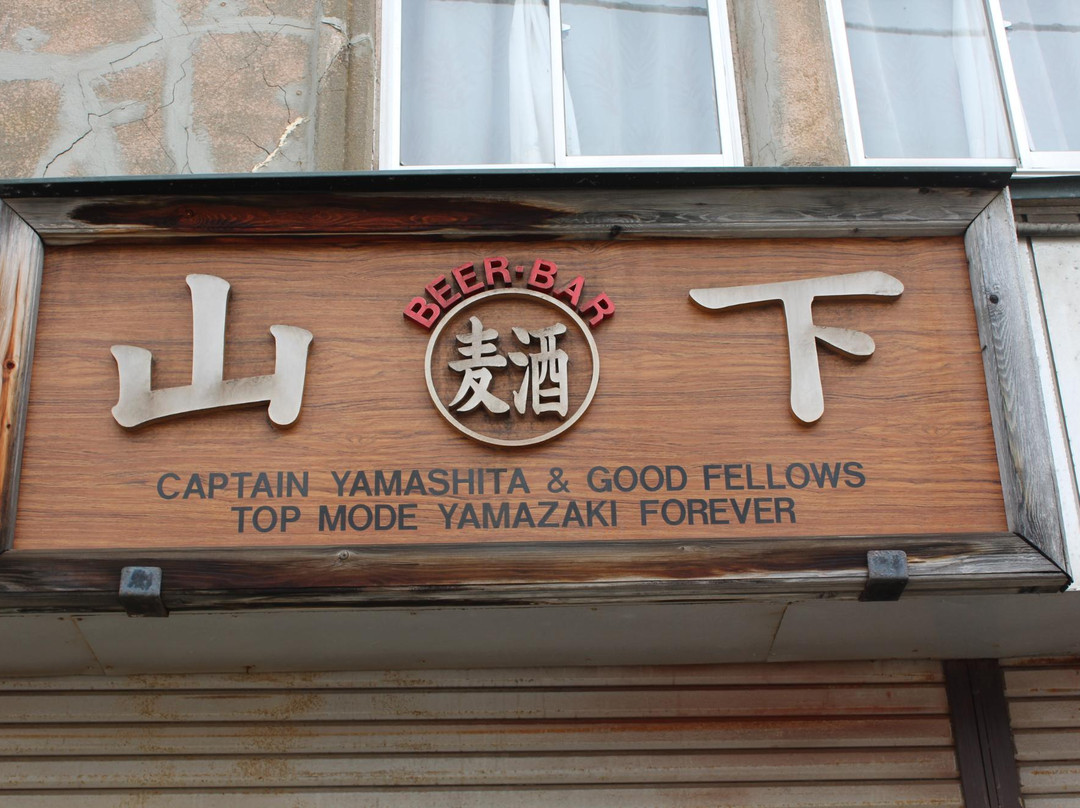 BEER·BAR
山 麦酒 下
CAPTAIN YAMASHITA & GOOD FELLOWS
TOP MODE YAMAZAKI FOREVER